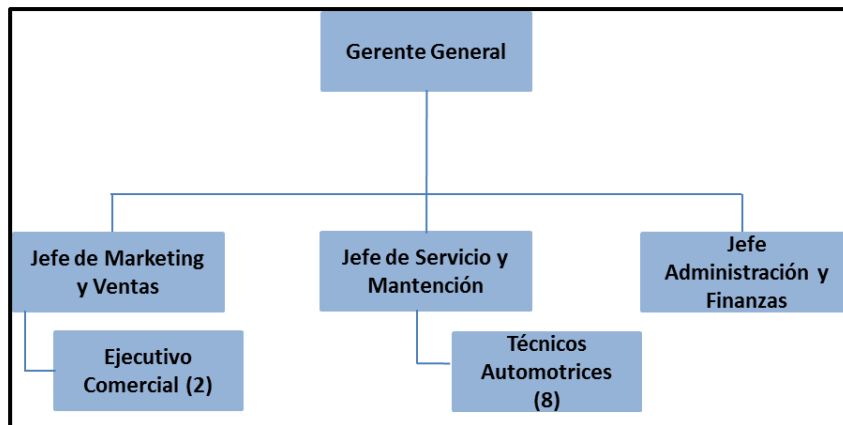 Gerente General
Jefe de Marketing
y Ventas
Jefe de Servicio y
Mantención
Jefe
Administración y
Finanzas
Ejecutivo
Comercial (2)
Técnicos
Automotrices
(8)